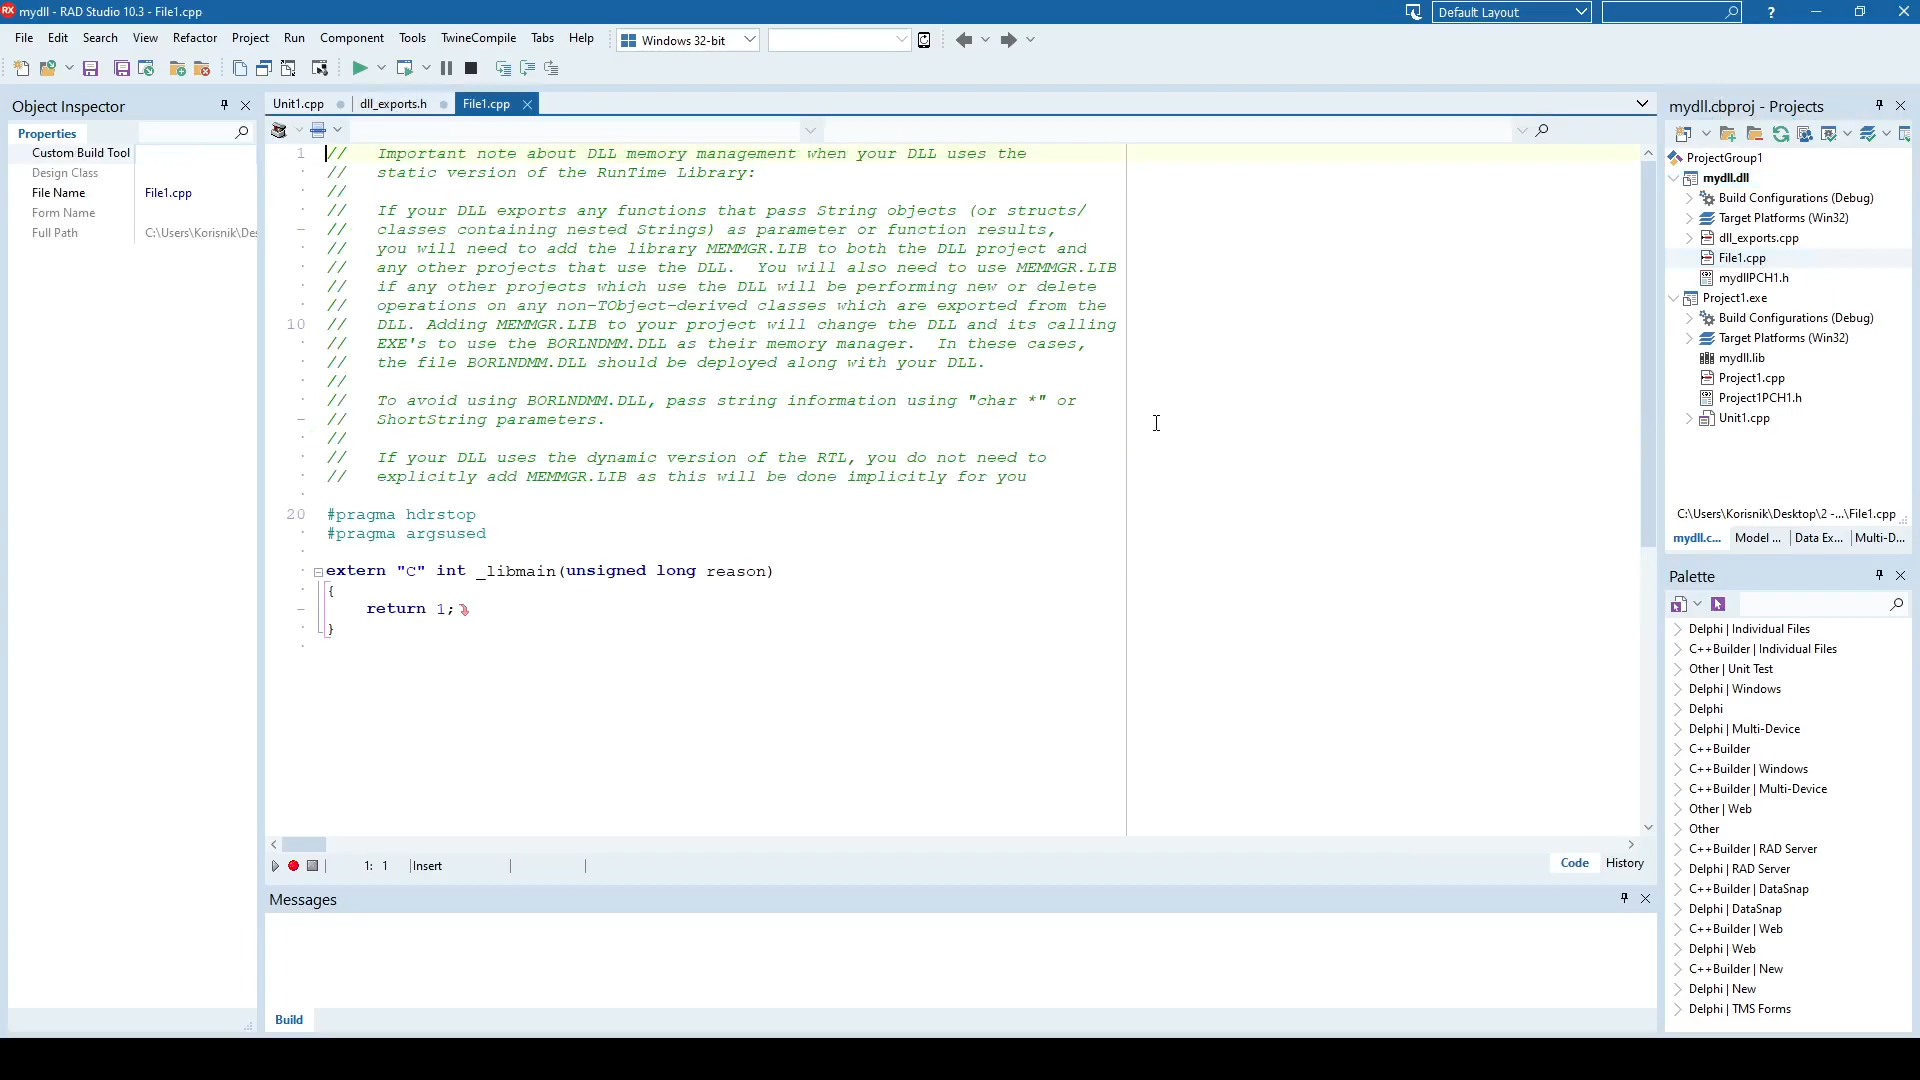 mydll - RAD Studio 10.3 - File1.cpp
Default Layout
?
File Edit Search View Refactor Project Run Component Tools TwineCompile Tabs Help
Windows 32-bit
Object Inspector
Properties
Custom Build Tool
Design Class
File Name File1.cpp
Form Name
Full Path C:\Users\Korisnik\De
Unit1.cpp dll_exports.h File1.cpp
1 // Important note about DLL memory management when your DLL uses the
// static version of the RunTime Library:
//
// If your DLL exports any functions that pass String objects (or structs/
// classes containing nested Strings) as parameter or function results,
// you will need to add the library MEMMGR.LIB to both the DLL project and
// any other projects that use the DLL.  You will also need to use MEMMGR.LIB
// if any other projects which use the DLL will be performing new or delete
// operations on any non-TObject-derived classes which are exported from the
10 // DLL. Adding MEMMGR.LIB to your project will change the DLL and its calling
// EXE's to use the BORLNDMM.DLL as their memory manager.  In these cases,
// the file BORLNDMM.DLL should be deployed along with your DLL.
//
// To avoid using BORLNDMM.DLL, pass string information using "char *" or
// ShortString parameters.
//
// If your DLL uses the dynamic version of the RTL, you do not need to
// explicitly add MEMMGR.LIB as this will be done implicitly for you
20 #pragma hdrstop
#pragma argsused
extern "C" int _libmain(unsigned long reason)
{
return 1;
}
1: 1 Insert
Code History
Messages
Build
mydll.cbproj - Projects
ProjectGroup1
mydll.dll
Build Configurations (Debug)
Target Platforms (Win32)
dll_exports.cpp
File1.cpp
mydllPCH1.h
Project1.exe
Build Configurations (Debug)
Target Platforms (Win32)
mydll.lib
Project1.cpp
Project1PCH1.h
Unit1.cpp
C:\Users\Korisnik\Desktop\2 -...\File1.cpp
mydll.c... Model ... Data Ex... Multi-D...
Palette
Delphi | Individual Files
C++Builder | Individual Files
Other | Unit Test
Delphi | Windows
Delphi
Delphi | Multi-Device
C++Builder
C++Builder | Windows
C++Builder | Multi-Device
Other | Web
Other
C++Builder | RAD Server
Delphi | RAD Server
C++Builder | DataSnap
Delphi | DataSnap
C++Builder | Web
Delphi | Web
C++Builder | New
Delphi | New
Delphi | TMS Forms